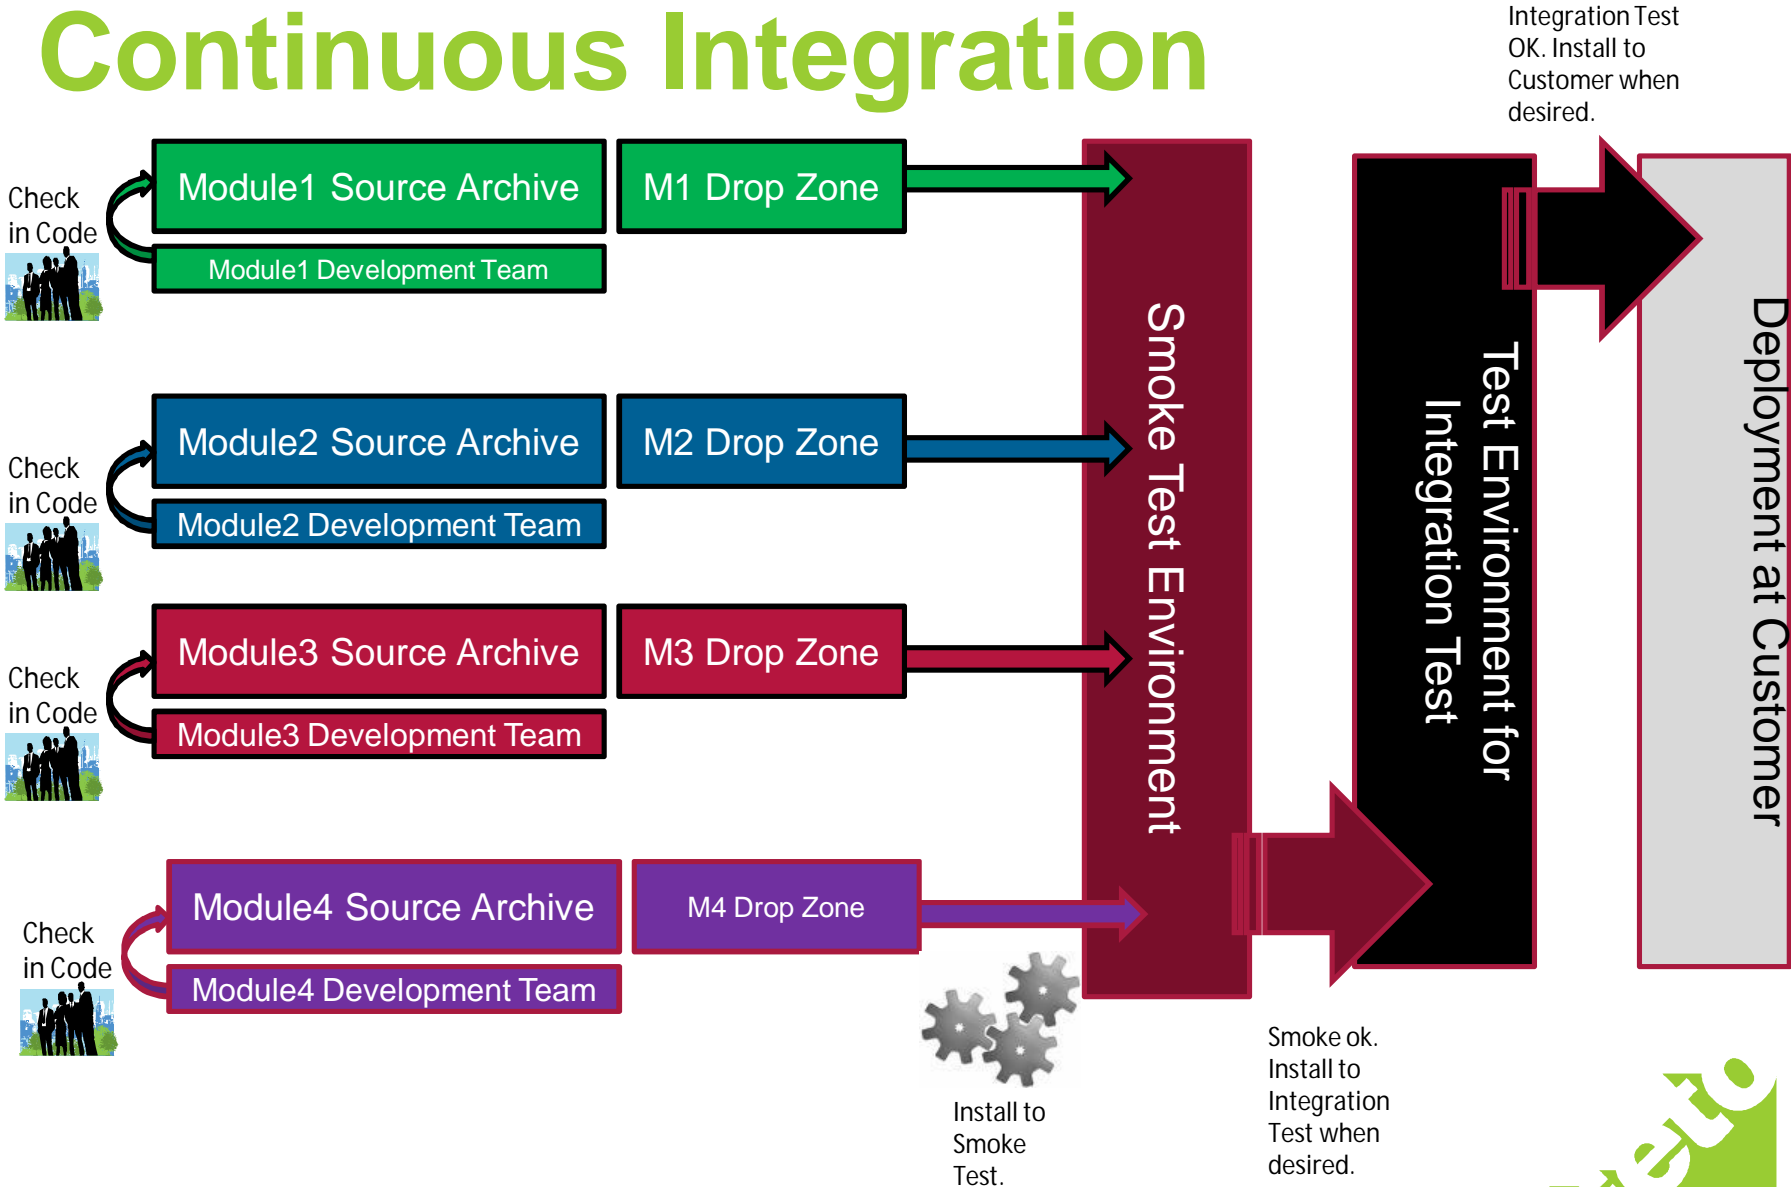 Continuous Integration
Integration Test
OK. Install to
Customer when
desired.
Check
in Code
Module1 Source Archive
M1 Drop Zone
Module1 Development Team
Check
in Code
Module2 Source Archive
M2 Drop Zone
Module2 Development Team
Check
in Code
Module3 Source Archive
M3 Drop Zone
Module3 Development Team
Check
in Code
Module4 Source Archive
M4 Drop Zone
Module4 Development Team
Smoke Test Environment
Test Environment for
Integration Test
Deployment at Customer
Install to
Smoke
Test.
Smoke ok.
Install to
Integration
Test when
desired.